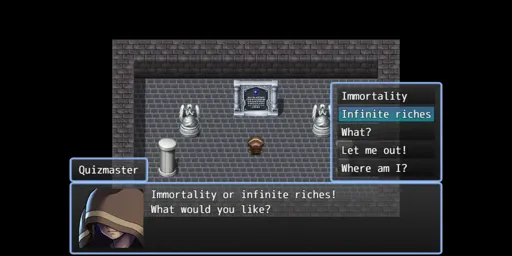 Immortality
Infinite riches
What?
Let me out!
Where am I?
Quizmaster
Immortality or infinite riches!
What would you like?